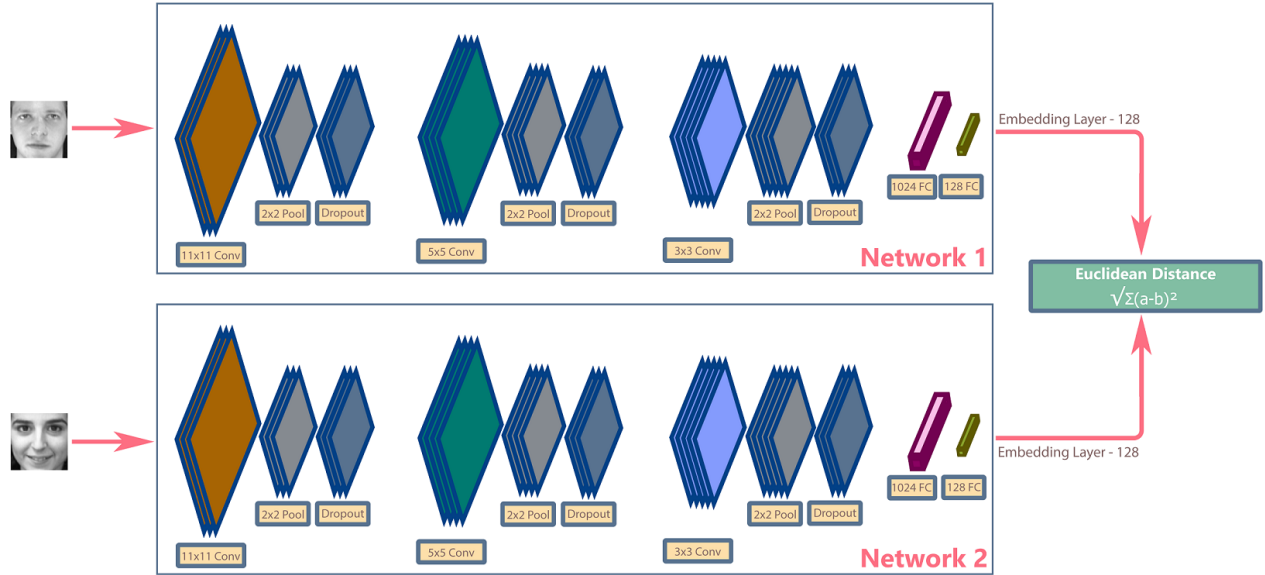 Embedding Layer - 128
1024 FC 128 FC
2x2 Pool Dropout 2x2 Pool Dropout 2x2 Pool Dropout
11x11 Conv 5x5 Conv 3x3 Conv
Network 1
Euclidean Distance
√Σ(a-b)²
Embedding Layer - 128
1024 FC 128 FC
2x2 Pool Dropout 2x2 Pool Dropout 2x2 Pool Dropout
11x11 Conv 5x5 Conv 3x3 Conv
Network 2